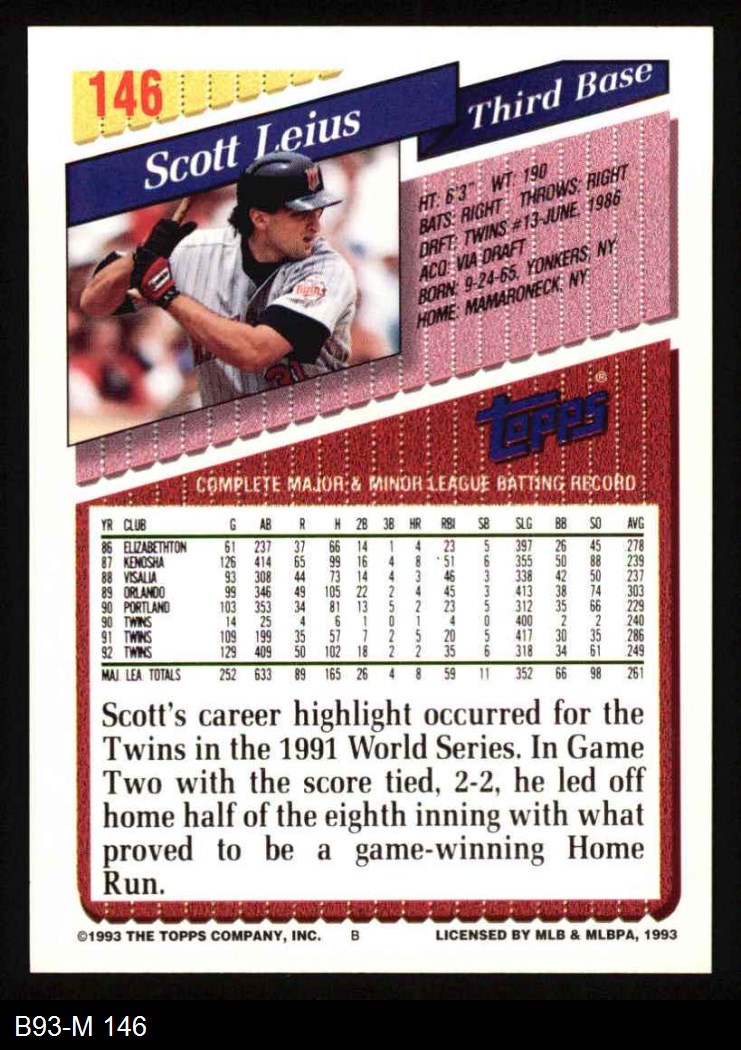 146
Scott Leius
Third Base
HT: 6'3" WT: 190
BATS: RIGHT THROWS: RIGHT
DRFT: TWINS #13-JUNE, 1986
ACQ: VIA DRAFT
BORN: 9-24-65, YONKERS, NY
HOME: MAMARONECK, NY
Twins
31
topps®
COMPLETE MAJOR & MINOR LEAGUE BATTING RECORD
YR CLUB G AB R H 2B 3B HR RBI SB SLG BB SO AVG
86 ELIZABETHTON 61 237 37 66 14 1 4 23 5 397 26 45 278
87 KENOSHA 126 414 65 99 16 4 8 51 6 355 50 88 239
88 VISALIA 93 308 44 73 14 4 3 46 3 338 42 50 237
89 ORLANDO 99 346 49 105 22 2 4 45 3 413 38 74 303
90 PORTLAND 103 353 34 81 13 5 2 23 5 312 35 66 229
90 TWINS 14 25 4 6 1 0 1 4 0 400 2 2 240
91 TWINS 109 199 35 57 7 2 5 20 5 417 30 35 286
92 TWINS 129 409 50 102 18 2 2 35 6 318 34 61 249
MAJ. LEA. TOTALS 252 633 89 165 26 4 8 59 11 352 66 98 261
Scott's career highlight occurred for the
Twins in the 1991 World Series. In Game
Two with the score tied, 2-2, he led off
home half of the eighth inning with what
proved to be a game-winning Home
Run.
©1993 THE TOPPS COMPANY, INC. B LICENSED BY MLB & MLBPA, 1993
B93-M 146